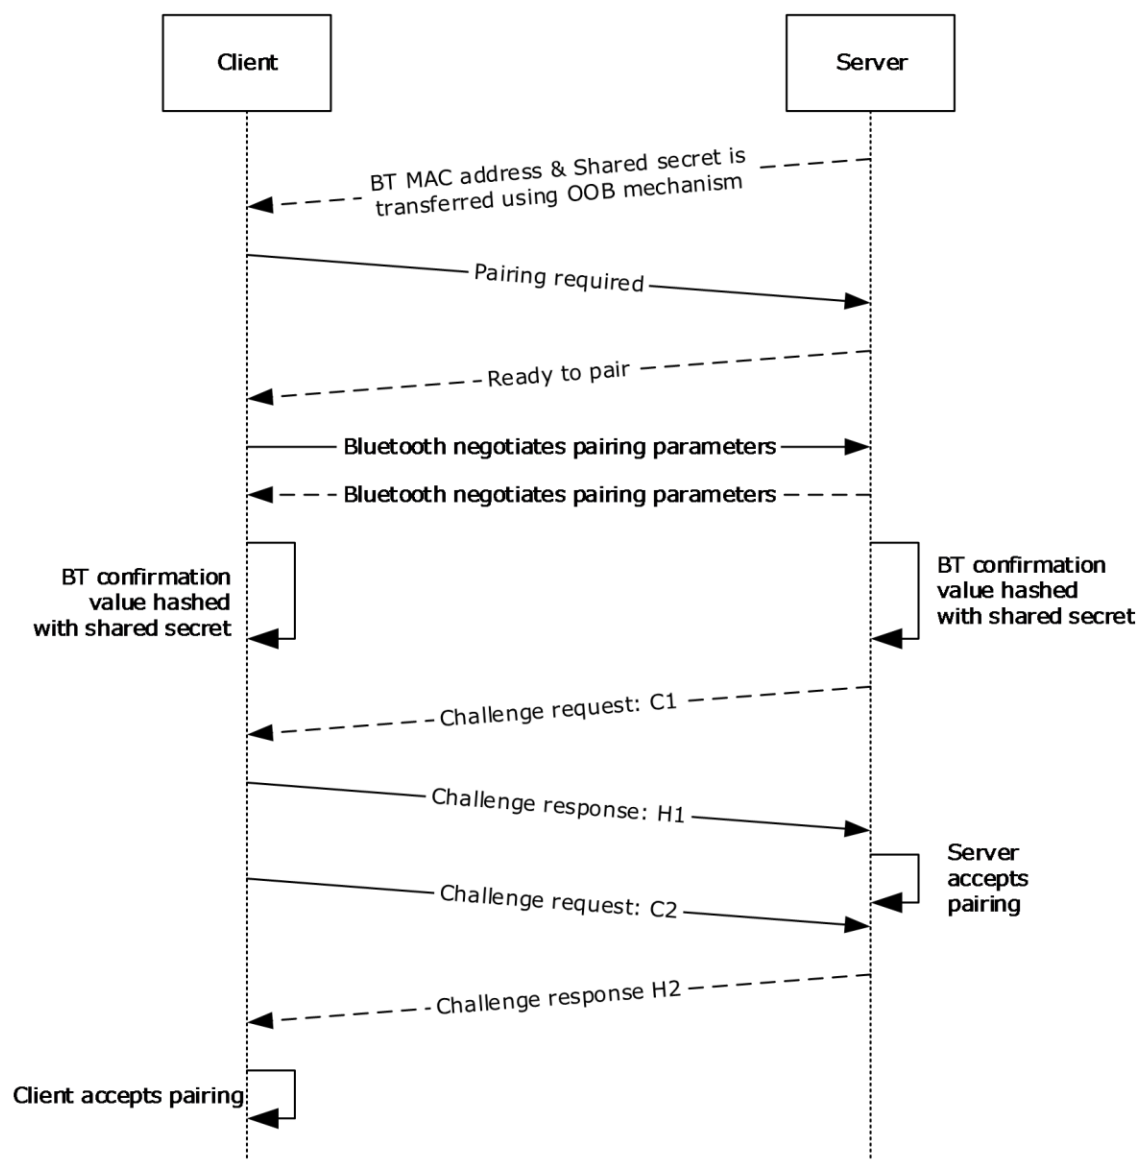 Client
Server
BT MAC address & Shared secret is
transferred using OOB mechanism
Pairing required
Ready to pair
Bluetooth negotiates pairing parameters
Bluetooth negotiates pairing parameters
BT confirmation
value hashed
with shared secret
BT confirmation
value hashed
with shared secret
Challenge request: C1
Challenge response: H1
Server
accepts
pairing
Challenge request: C2
Challenge response H2
Client accepts pairing